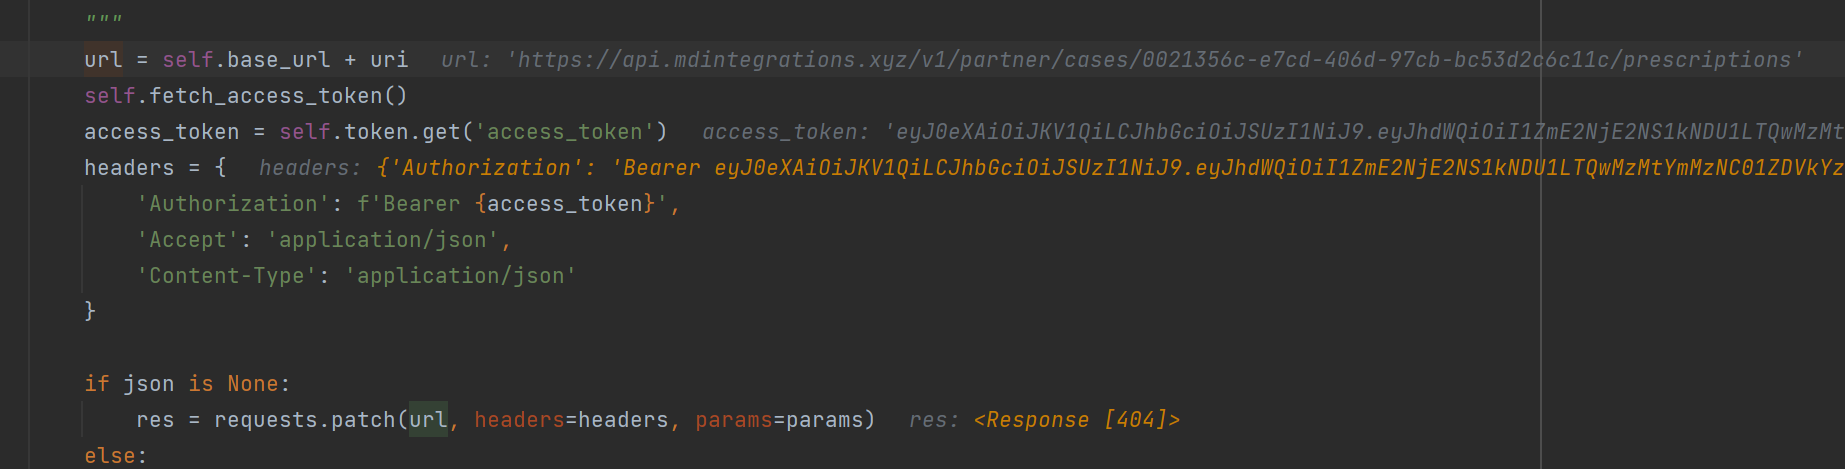 """
url = self.base_url + uri   url: 'https://api.mdintegrations.xyz/v1/partner/cases/0021356c-e7cd-406d-97cb-bc53d2c6c11c/prescriptions'
self.fetch_access_token()
access_token = self.token.get('access_token')   access_token: 'eyJ0eXAiOiJKV1QiLCJhbGciOiJSUzI1NiJ9.eyJhdWQiOiI1ZmE2NjE2NS1kNDU1LTQwMzMt
headers = {   headers: {'Authorization': 'Bearer eyJ0eXAiOiJKV1QiLCJhbGciOiJSUzI1NiJ9.eyJhdWQiOiI1ZmE2NjE2NS1kNDU1LTQwMzMtYmMzNC01ZDVkYz
    'Authorization': f'Bearer {access_token}',
    'Accept': 'application/json',
    'Content-Type': 'application/json'
}
if json is None:
    res = requests.patch(url, headers=headers, params=params)   res: <Response [404]>
else: